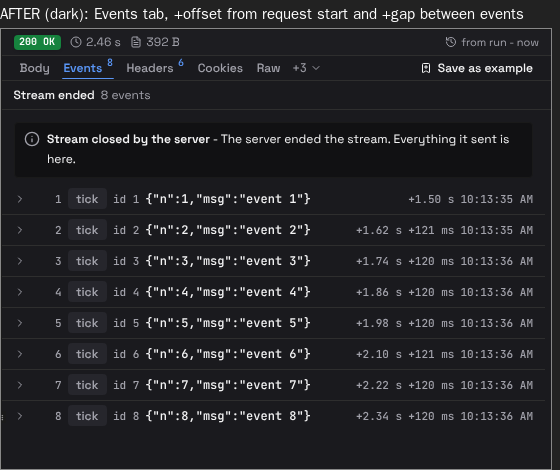 AFTER (dark): Events tab, +offset from request start and +gap between events
200 OK 2.46 s 392 B from run - now
Body Events 8 Headers 6 Cookies Raw +3 Save as example
Stream ended 8 events
Stream closed by the server - The server ended the stream. Everything it sent is
here.
1 tick id 1 {"n":1,"msg":"event 1"} +1.50 s 10:13:35 AM
2 tick id 2 {"n":2,"msg":"event 2"} +1.62 s +121 ms 10:13:35 AM
3 tick id 3 {"n":3,"msg":"event 3"} +1.74 s +120 ms 10:13:36 AM
4 tick id 4 {"n":4,"msg":"event 4"} +1.86 s +120 ms 10:13:36 AM
5 tick id 5 {"n":5,"msg":"event 5"} +1.98 s +120 ms 10:13:36 AM
6 tick id 6 {"n":6,"msg":"event 6"} +2.10 s +121 ms 10:13:36 AM
7 tick id 7 {"n":7,"msg":"event 7"} +2.22 s +120 ms 10:13:36 AM
8 tick id 8 {"n":8,"msg":"event 8"} +2.34 s +120 ms 10:13:36 AM